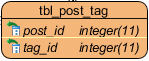 tbl_post_tag
post_id integer(11)
tag_id integer(11)